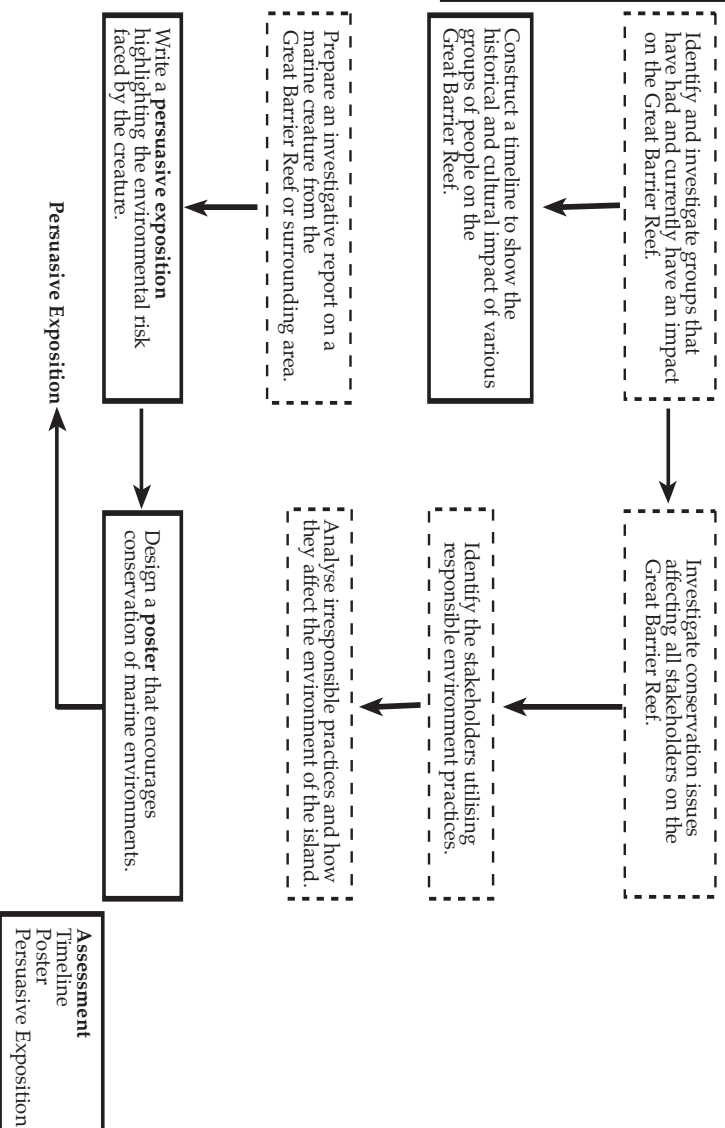 Identify and investigate groups that
have had and currently have an impact
on the Great Barrier Reef.
Construct a timeline to show the
historical and cultural impact of various
groups of people on the
Great Barrier Reef.
Prepare an investigative report on a
marine creature from the
Great Barrier Reef or surrounding area.
Write a persuasive exposition
highlighting the environmental risk
faced by the creature.
Persuasive Exposition
Investigate conservation issues
affecting all stakeholders on the
Great Barrier Reef.
Identify the stakeholders utilising
responsible environment practices.
Analyse irresponsible practices and how
they affect the environment of the island.
Design a poster that encourages
conservation of marine environments.
Assessment
Timeline
Poster
Persuasive Exposition